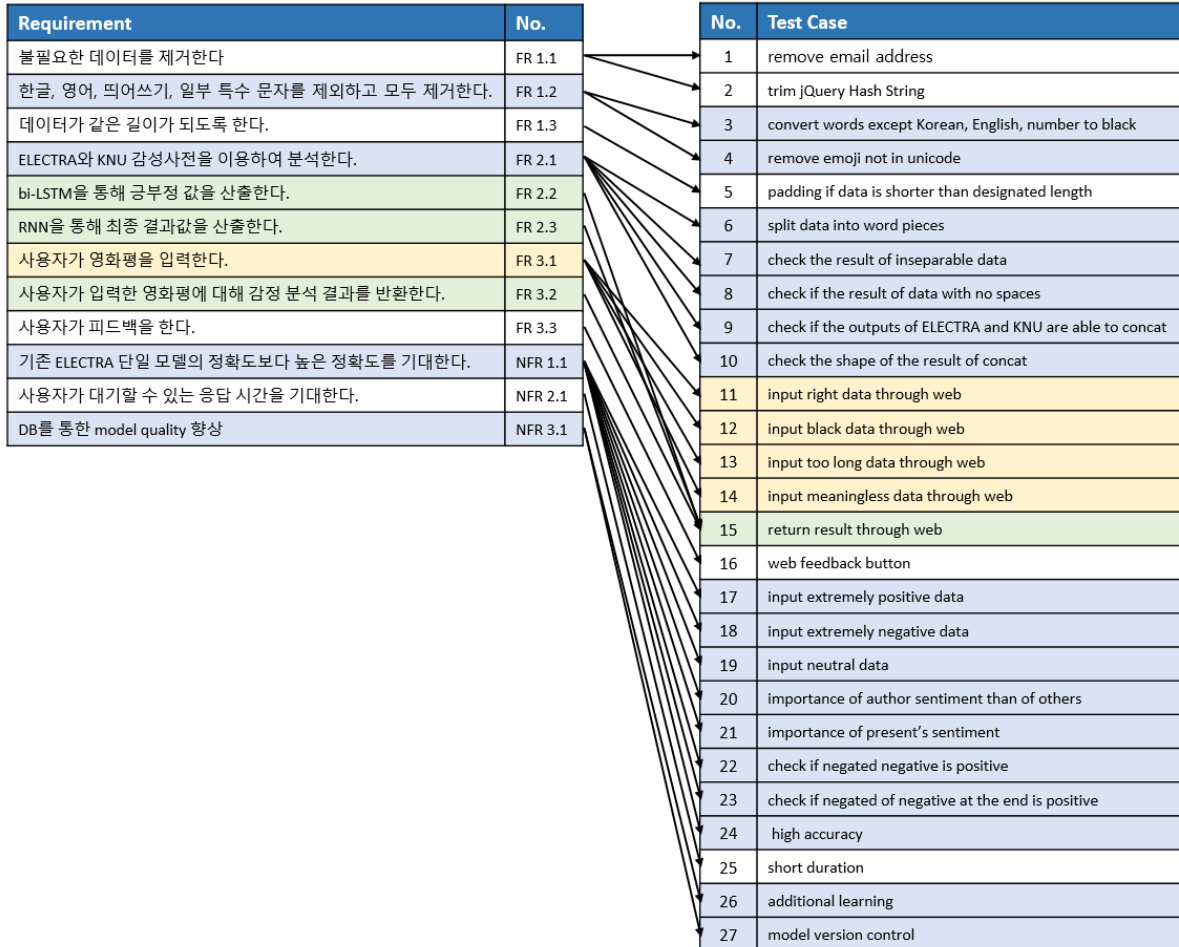 Requirement No.
불필요한 데이터를 제거한다 FR 1.1
한글, 영어, 띄어쓰기, 일부 특수 문자를 제외하고 모두 제거한다. FR 1.2
데이터가 같은 길이가 되도록 한다. FR 1.3
ELECTRA와 KNU 감성사전을 이용하여 분석한다. FR 2.1
bi-LSTM을 통해 긍부정 값을 산출한다. FR 2.2
RNN을 통해 최종 결과값을 산출한다. FR 2.3
사용자가 영화평을 입력한다. FR 3.1
사용자가 입력한 영화평에 대해 감정 분석 결과를 반환한다. FR 3.2
사용자가 피드백을 한다. FR 3.3
기존 ELECTRA 단일 모델의 정확도보다 높은 정확도를 기대한다. NFR 1.1
사용자가 대기할 수 있는 응답 시간을 기대한다. NFR 2.1
DB를 통한 model quality 향상 NFR 3.1
No. Test Case
1 remove email address
2 trim jQuery Hash String
3 convert words except Korean, English, number to black
4 remove emoji not in unicode
5 padding if data is shorter than designated length
6 split data into word pieces
7 check the result of inseparable data
8 check if the result of data with no spaces
9 check if the outputs of ELECTRA and KNU are able to concat
10 check the shape of the result of concat
11 input right data through web
12 input black data through web
13 input too long data through web
14 input meaningless data through web
15 return result through web
16 web feedback button
17 input extremely positive data
18 input extremely negative data
19 input neutral data
20 importance of author sentiment than of others
21 importance of present's sentiment
22 check if negated negative is positive
23 check if negated of negative at the end is positive
24 high accuracy
25 short duration
26 additional learning
27 model version control